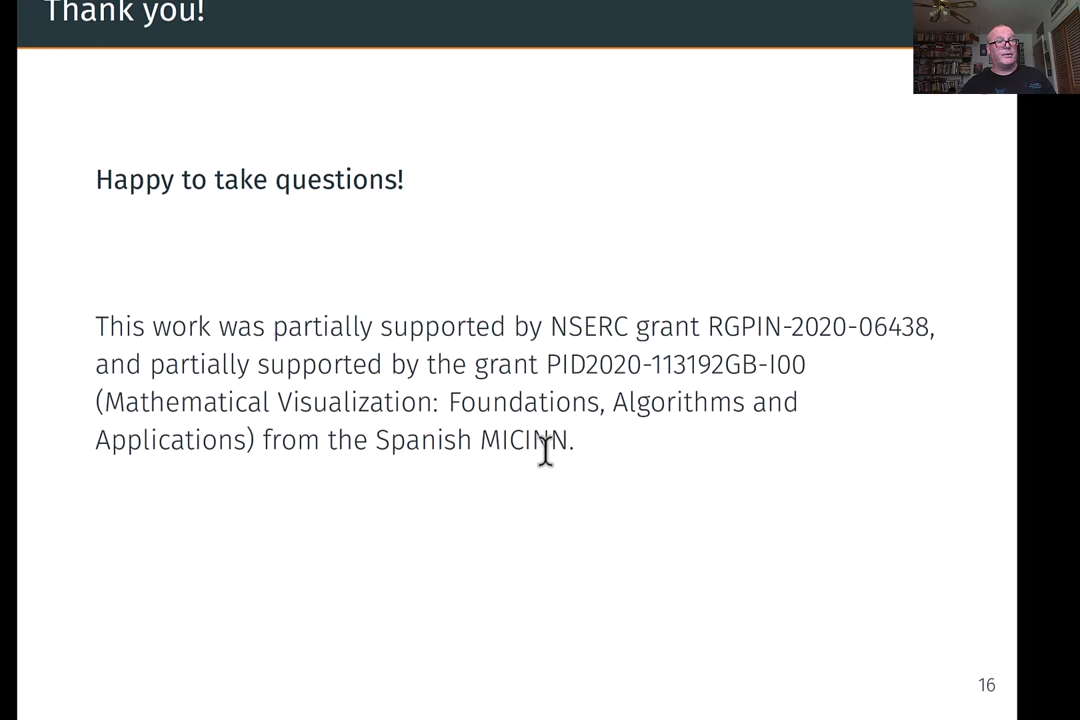 Thank you!
Happy to take questions!
This work was partially supported by NSERC grant RGPIN-2020-06438,
and partially supported by the grant PID2020-113192GB-I00
(Mathematical Visualization: Foundations, Algorithms and
Applications) from the Spanish MICINN.
16